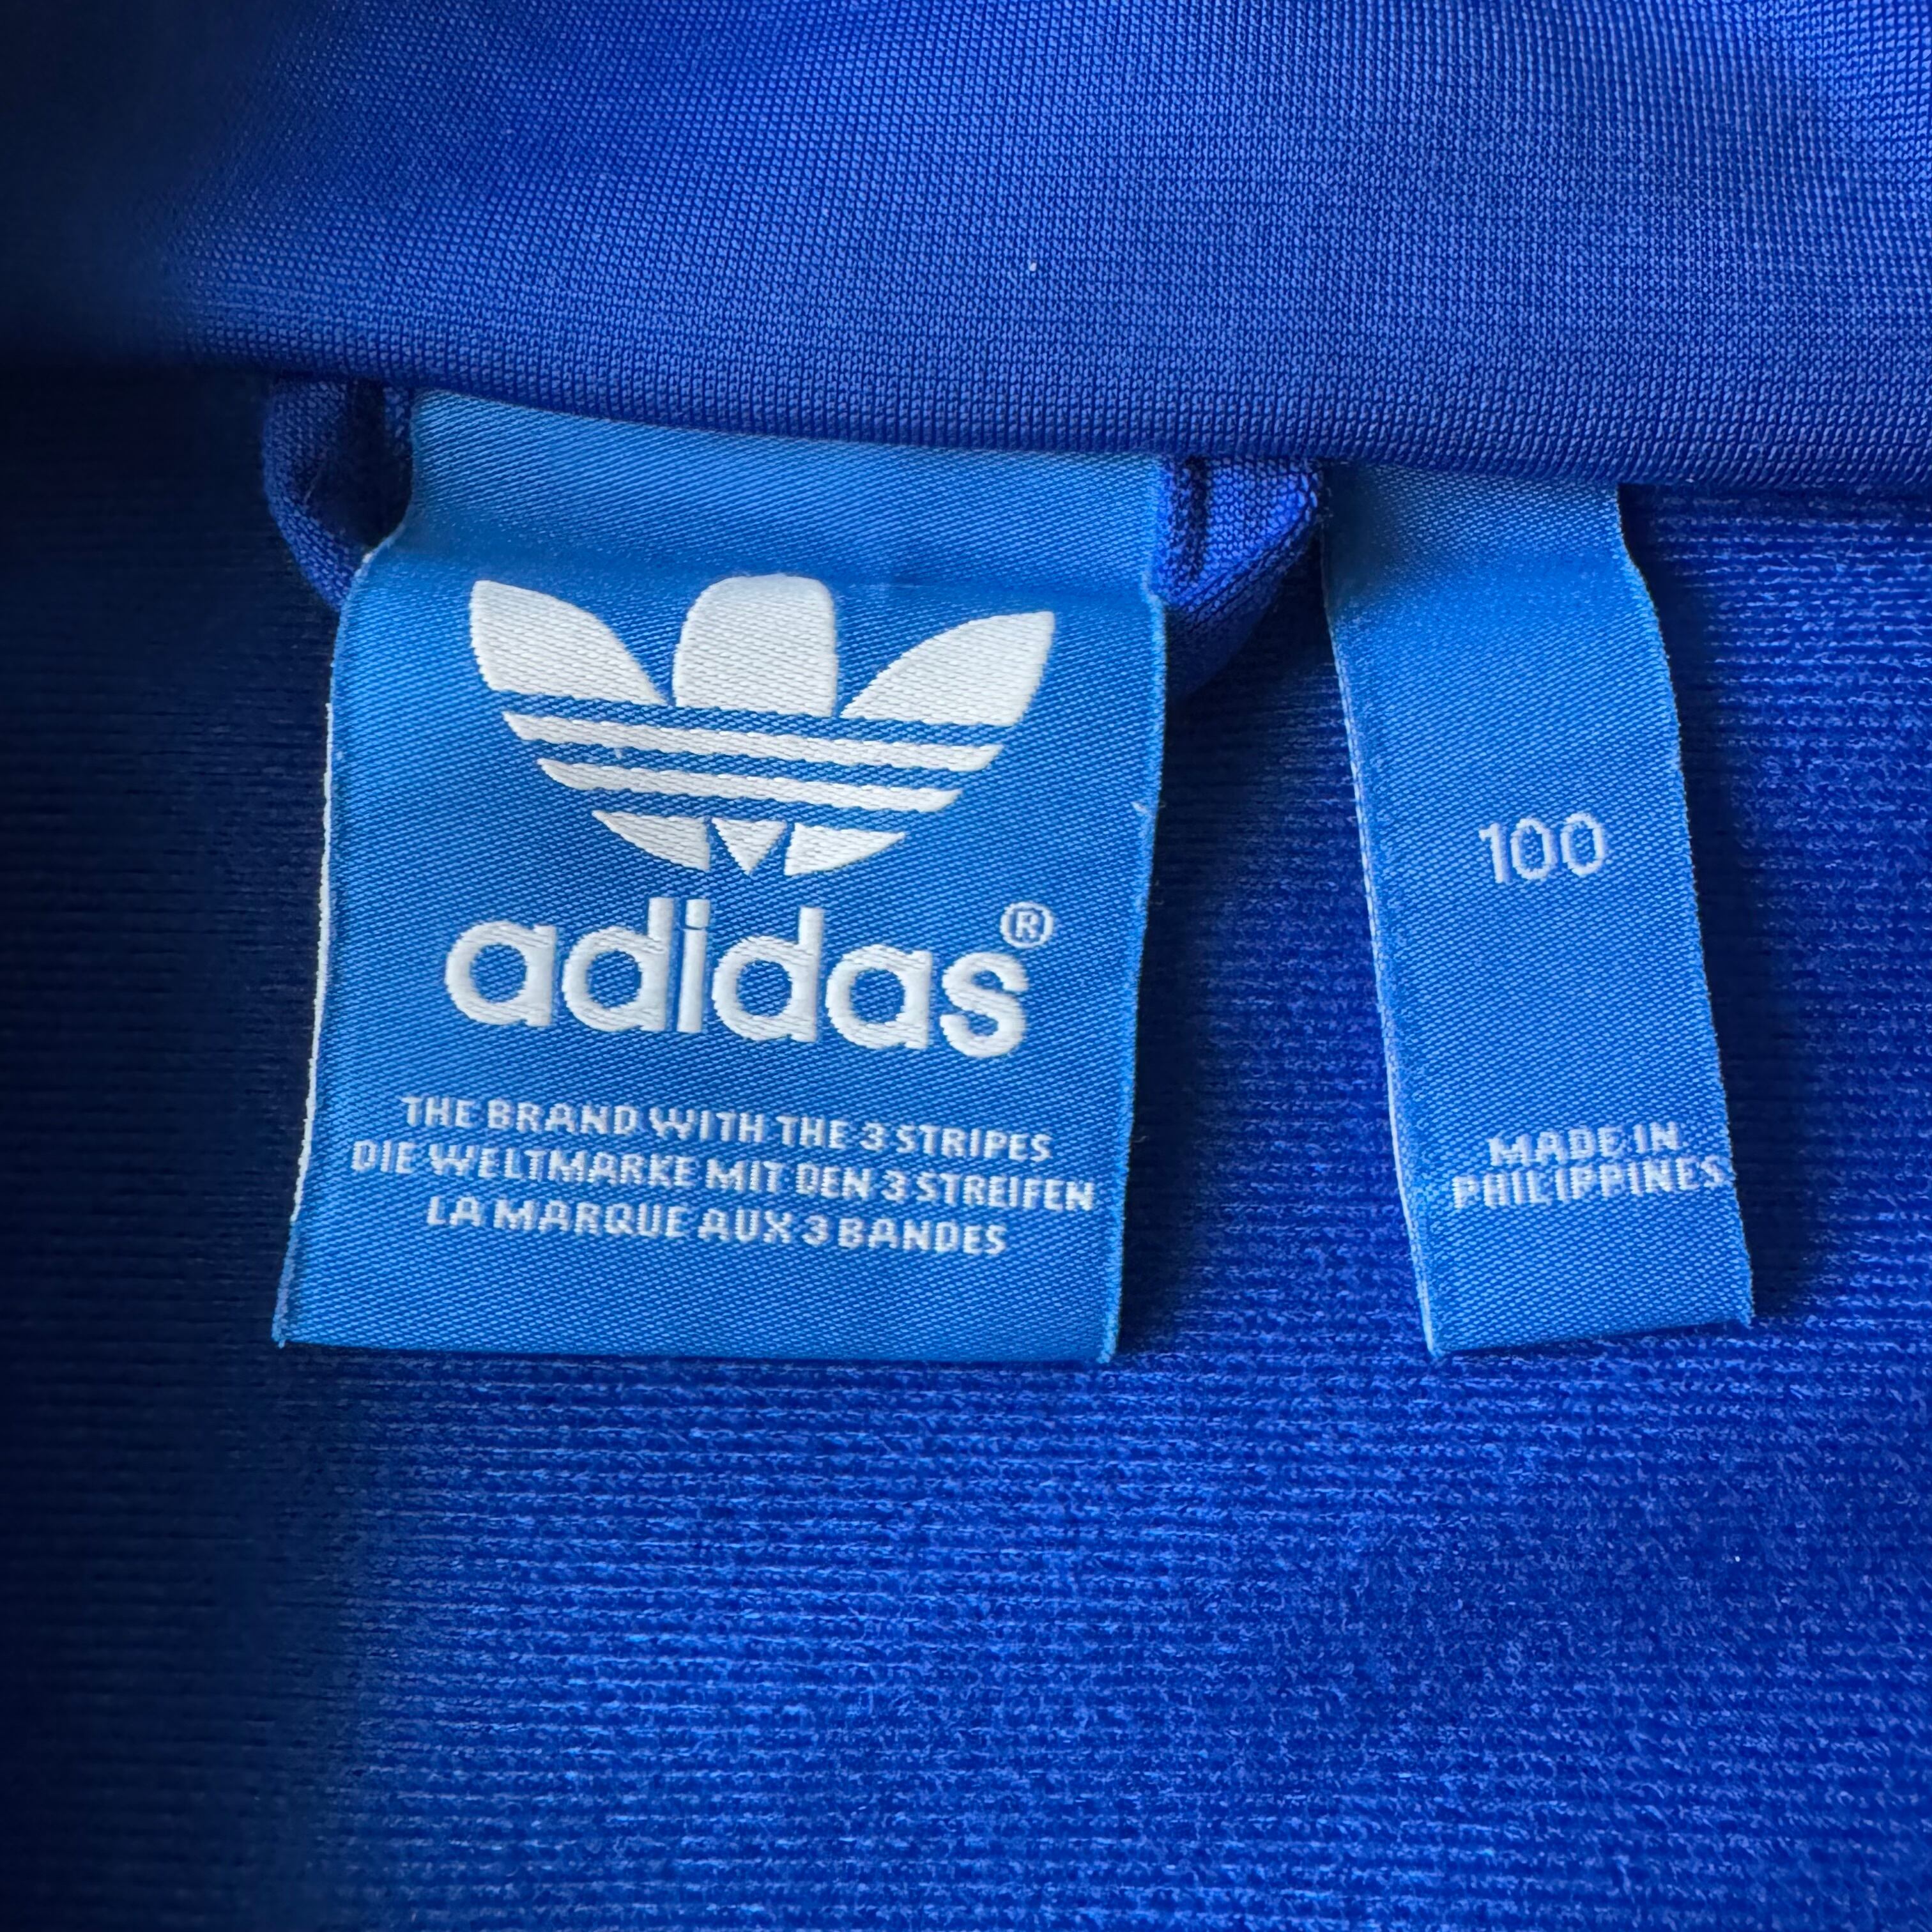 adidas®
THE BRAND WITH THE 3 STRIPES
DIE WELTMARKE MIT DEN 3 STREIFEN
LA MARQUE AUX 3 BANDES
100
MADE IN
PHILIPPINES